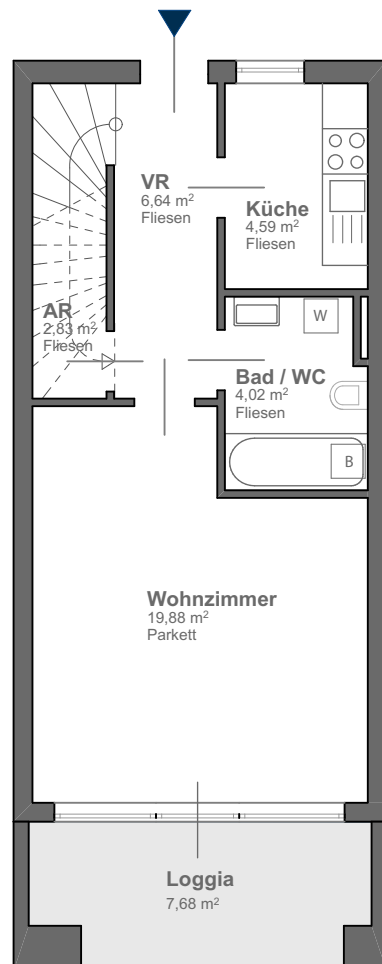 VR
6,64 m²
Fliesen
Küche
4,59 m²
Fliesen
AR
2,83 m²
Fliesen
W
Bad / WC
4,02 m²
Fliesen
B
Wohnzimmer
19,88 m²
Parkett
Loggia
7,68 m²